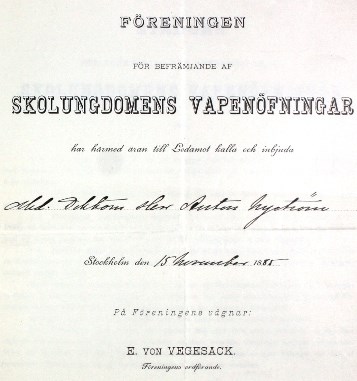 FÖRENINGEN
FÖR BEFRÄMJANDE AF
SKOLUNGDOMENS VAPENÖFNINGAR
har härmed äran till Ledamot kalla och inbjuda
Med. Doktorn Herr Anton Nyström
Stockholm den 15 November 1885
På Föreningens vägnar:
E. VON VEGESACK.
Föreningens ordförande.